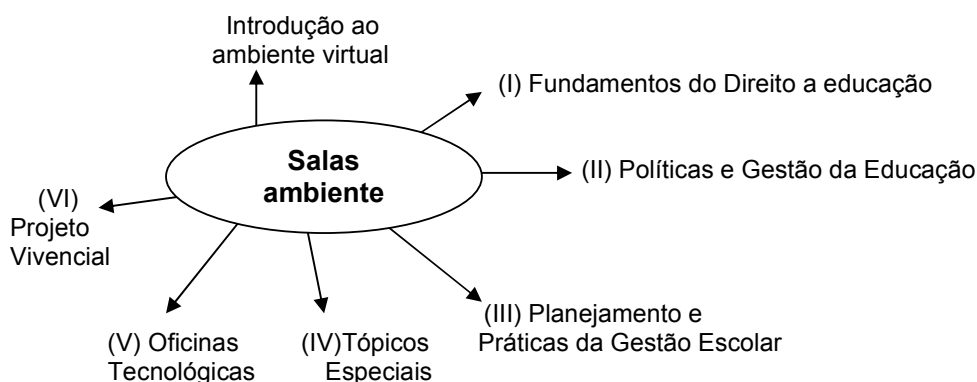 Introdução ao
ambiente virtual
(I) Fundamentos do Direito a educação
Salas
ambiente
(II) Políticas e Gestão da Educação
(VI)
Projeto
Vivencial
(III) Planejamento e
Práticas da Gestão Escolar
(IV)Tópicos
Especiais
(V) Oficinas
Tecnológicas